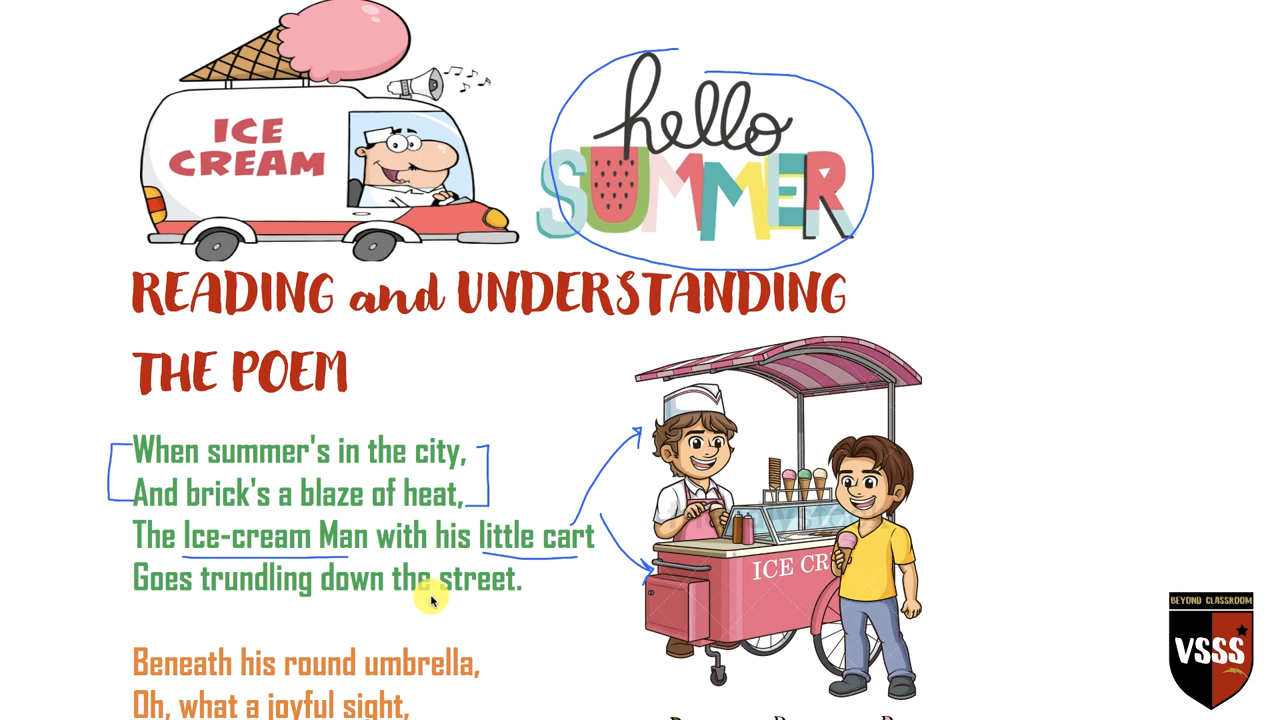 ICE
CREAM
hello
SUMMER
READING and UNDERSTANDING
THE POEM
When summer's in the city,
And brick's a blaze of heat,
The Ice-cream Man with his little cart
Goes trundling down the street.
ICE CR
Beneath his round umbrella,
Oh, what a joyful sight,
BEYOND CLASSROOM
VSSS